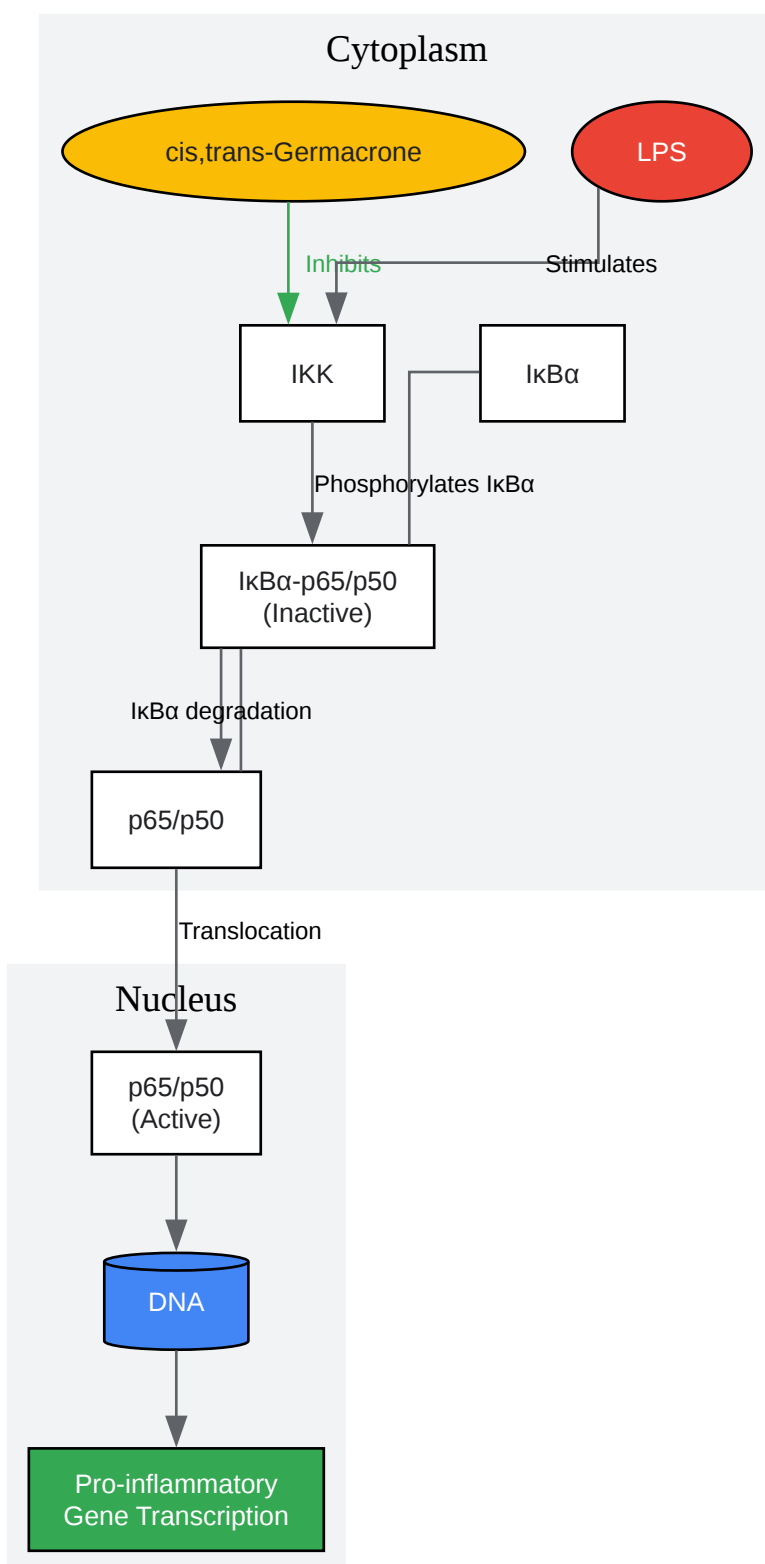 Cytoplasm
cis,trans-Germacrone
LPS
Inhibits
Stimulates
IKK
IκBα
Phosphorylates IκBα
IκBα-p65/p50
(Inactive)
IκBα degradation
p65/p50
Translocation
Nucleus
p65/p50
(Active)
DNA
Pro-inflammatory
Gene Transcription